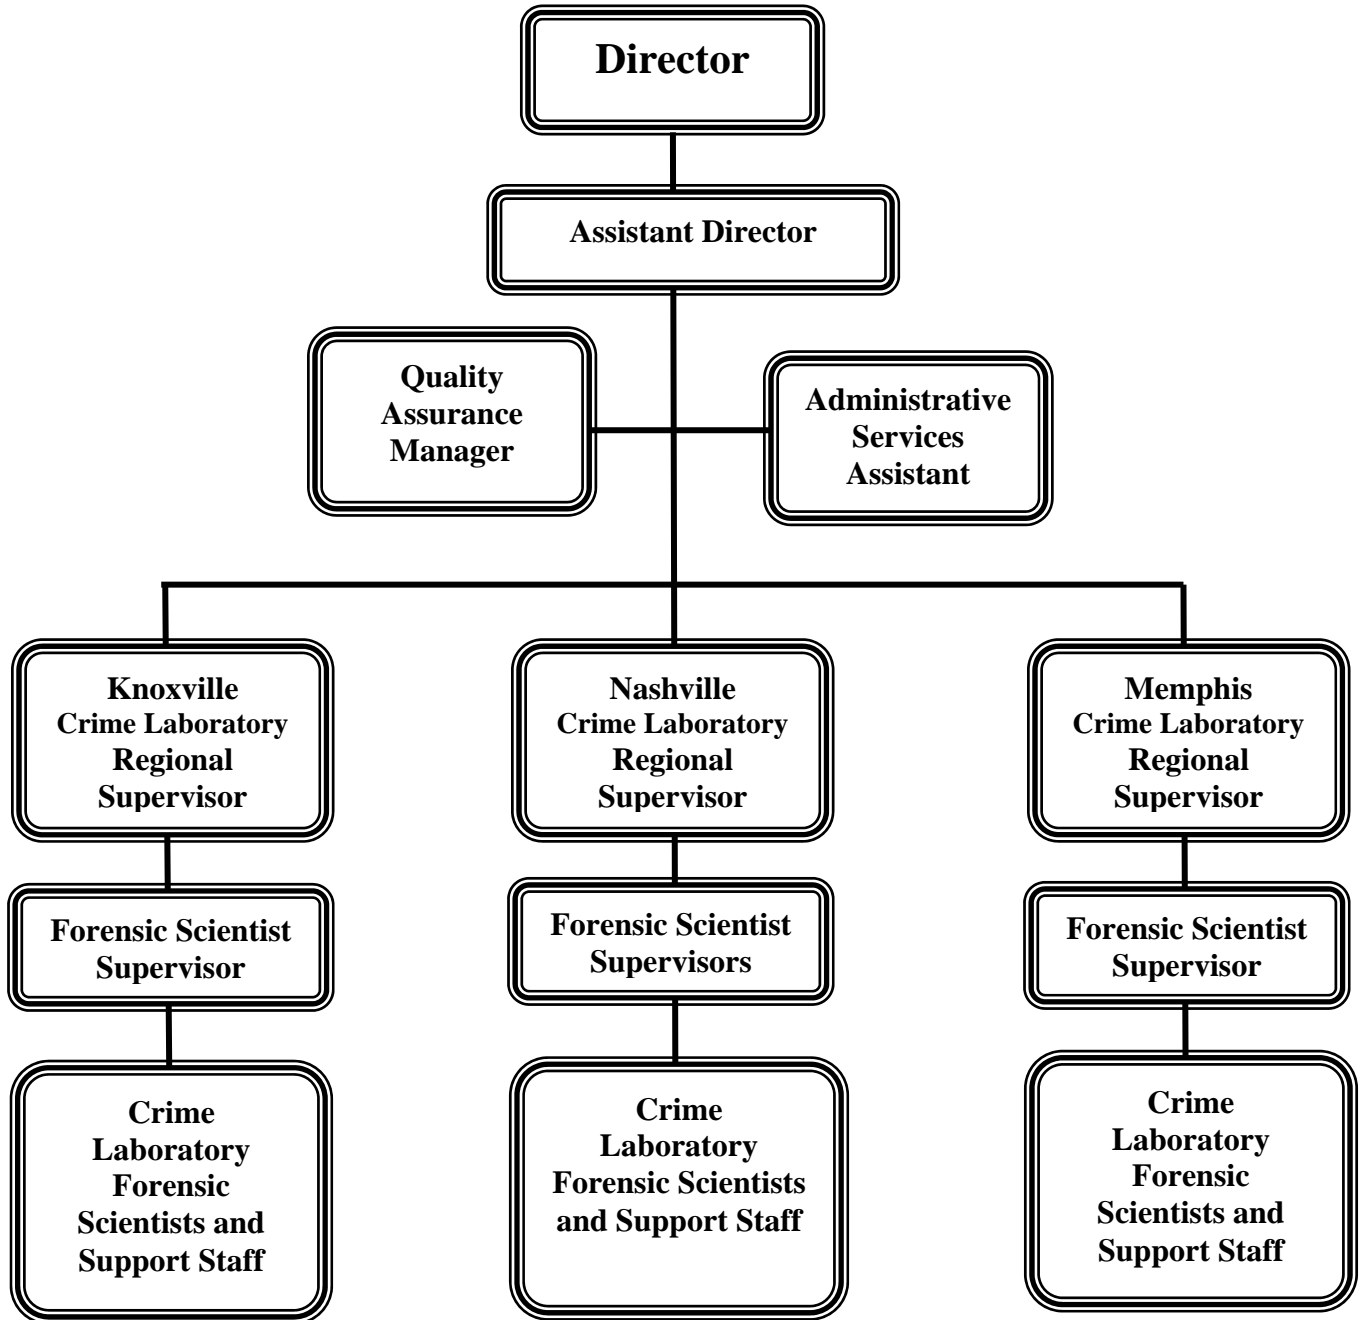 Director
Assistant Director
Quality
Assurance
Manager
Administrative
Services
Assistant
Knoxville
Crime Laboratory
Regional
Supervisor
Nashville
Crime Laboratory
Regional
Supervisor
Memphis
Crime Laboratory
Regional
Supervisor
Forensic Scientist
Supervisor
Forensic Scientist
Supervisors
Forensic Scientist
Supervisor
Crime
Laboratory
Forensic
Scientists and
Support Staff
Crime
Laboratory
Forensic Scientists
and Support Staff
Crime
Laboratory
Forensic
Scientists and
Support Staff